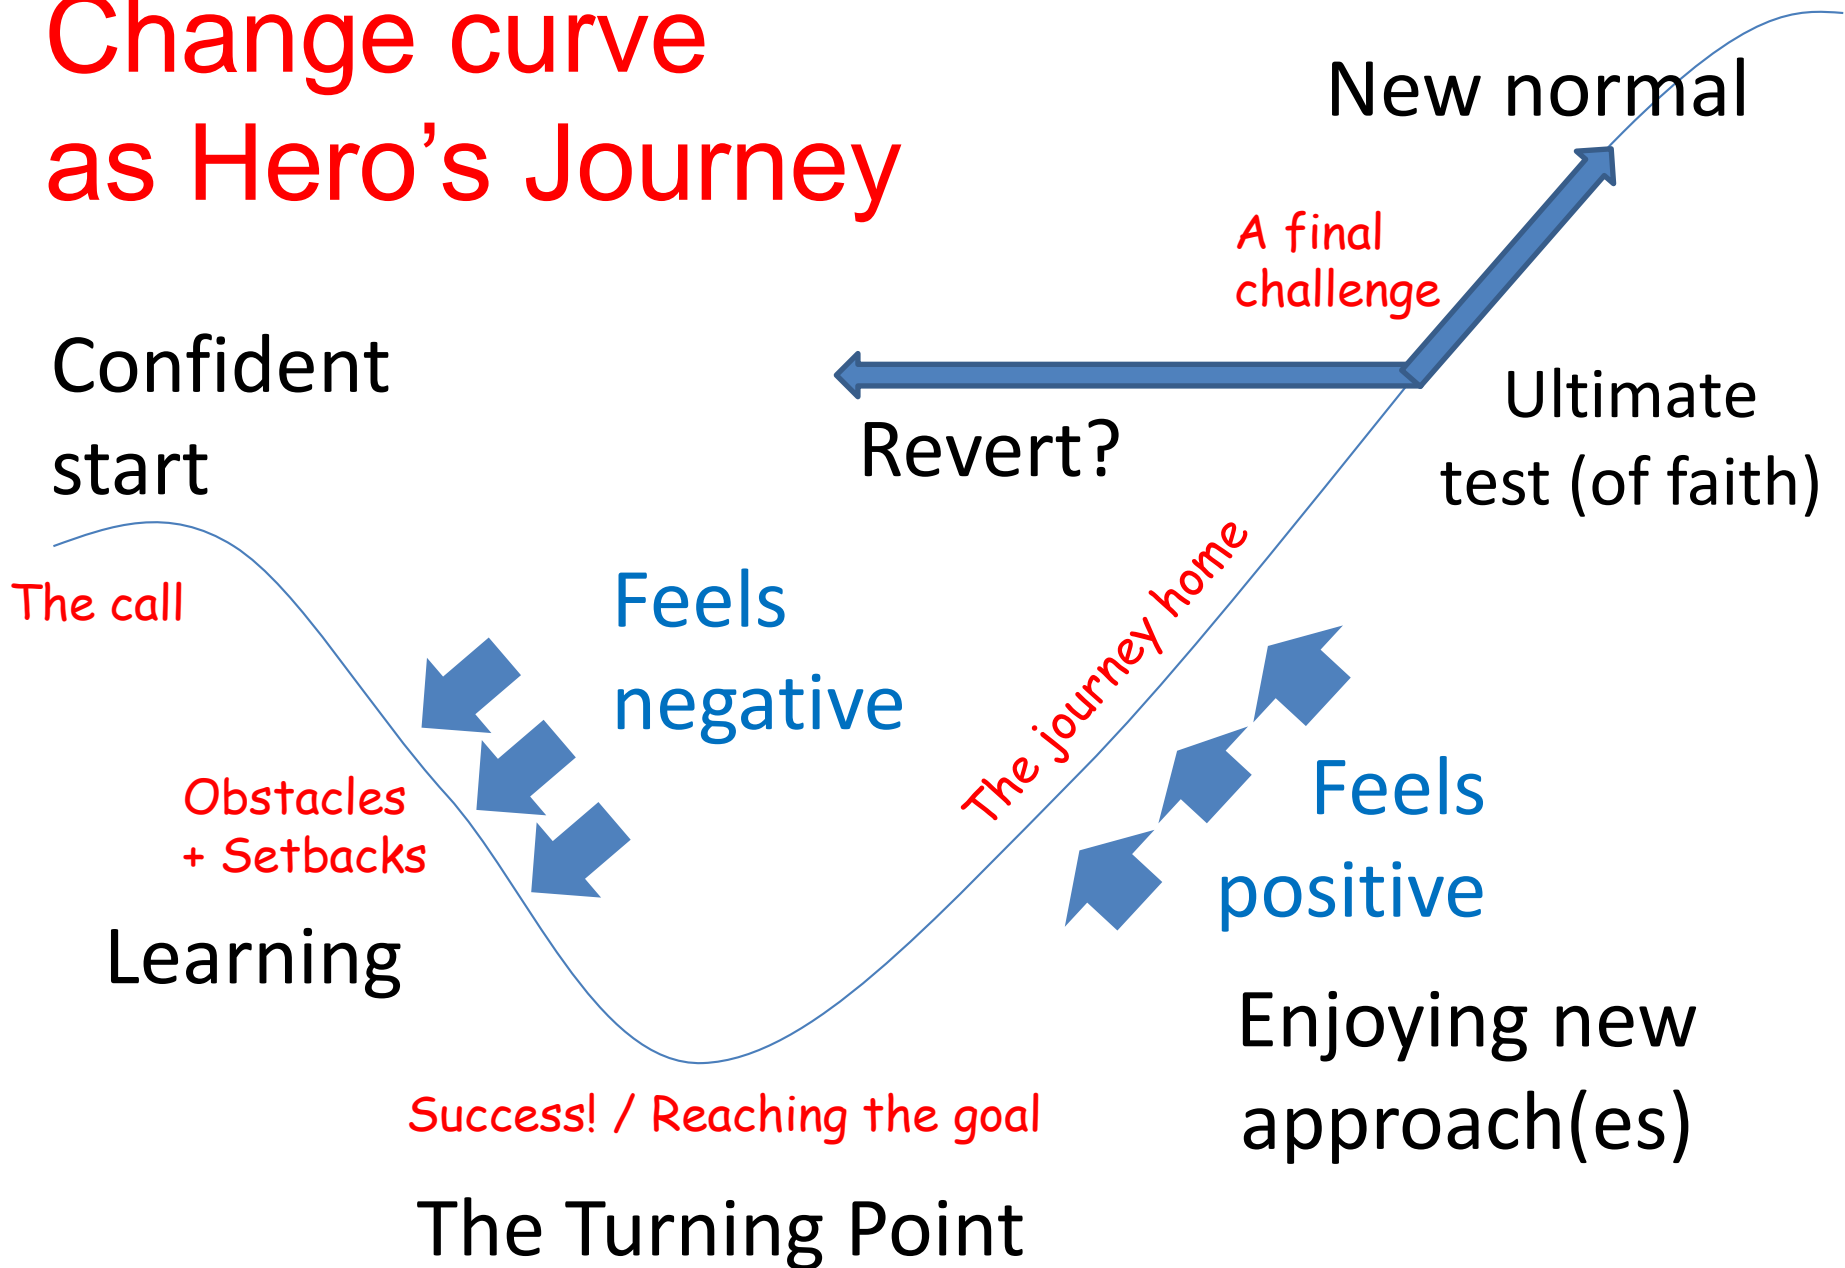 Change curve
as Hero’s Journey
New normal
A final
challenge
Confident
start
Revert?
Ultimate
test (of faith)
The call
Feels
negative
The journey home
Obstacles
+ Setbacks
Feels
positive
Learning
Enjoying new
approach(es)
Success! / Reaching the goal
The Turning Point